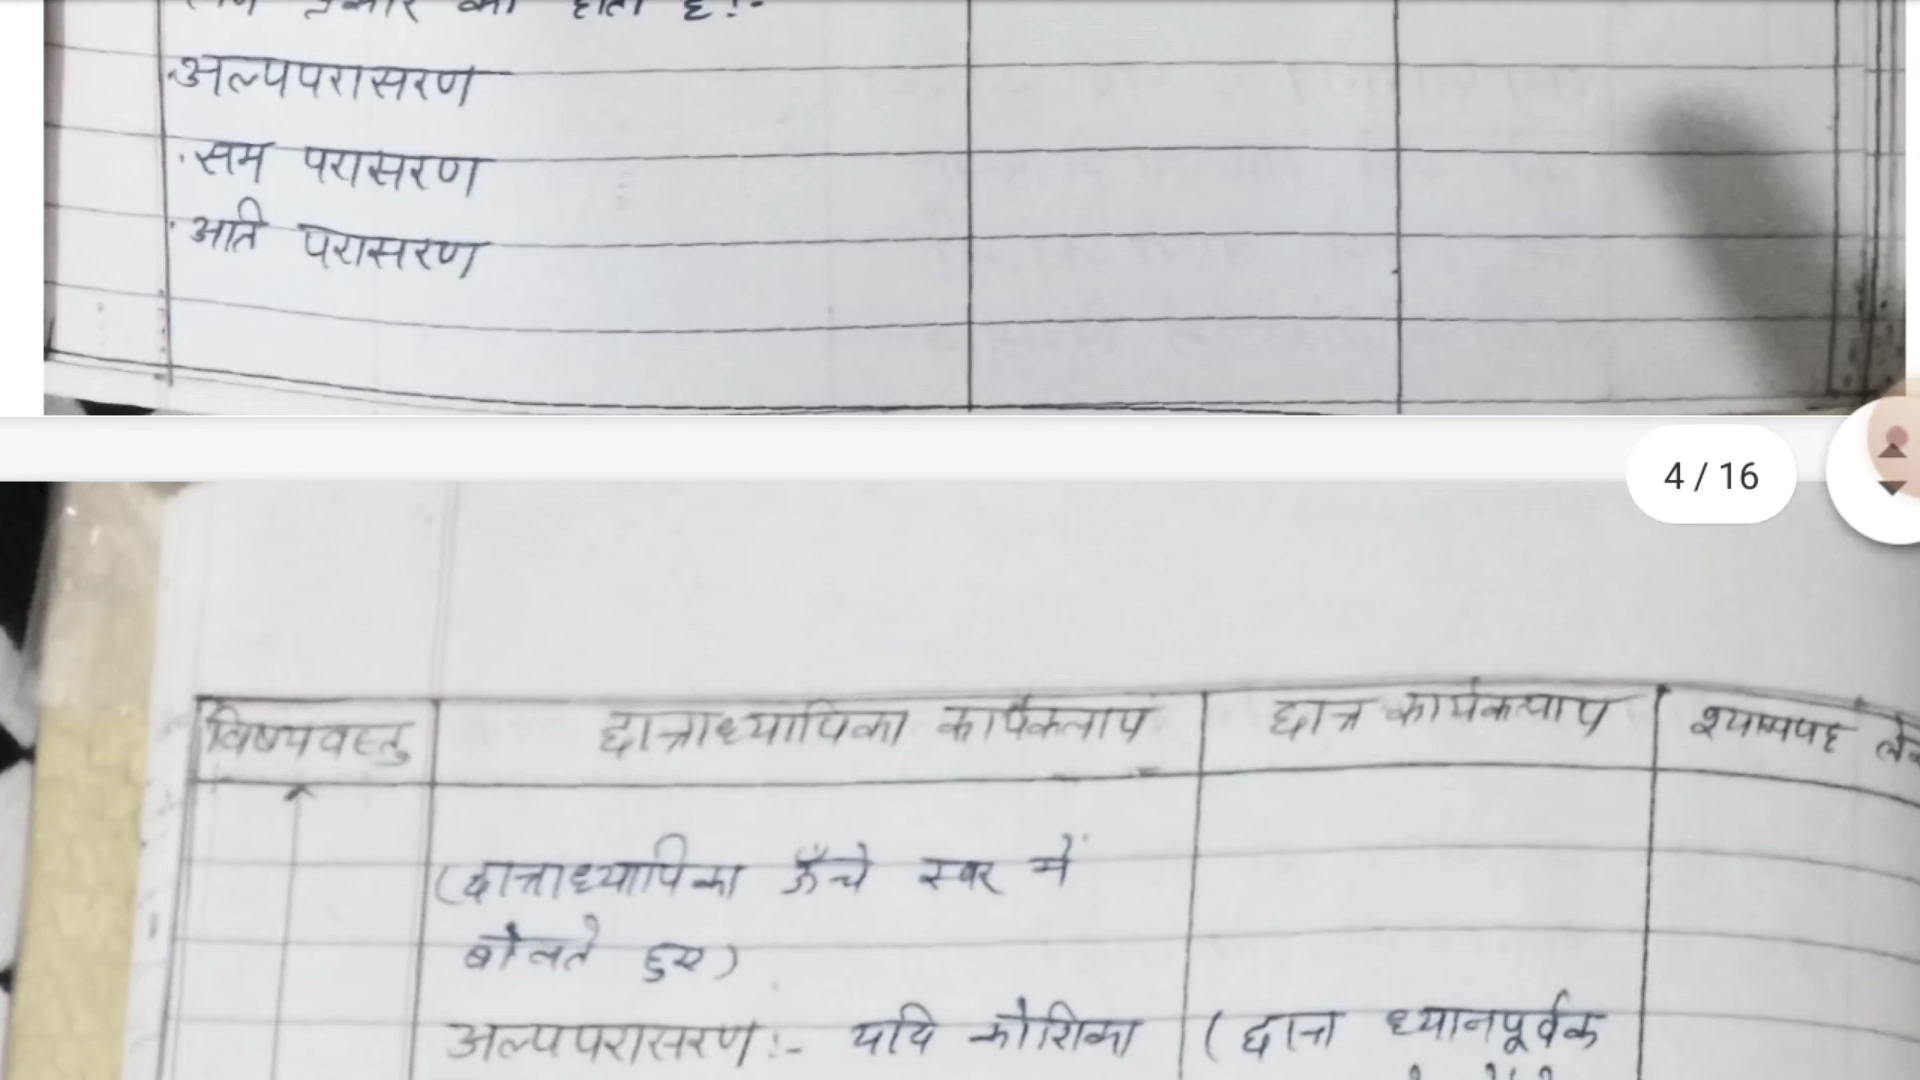 प्रकार का होता है:-
·अल्पपरासरण
·सम परासरण
·अति परासरण
4 / 16
विषयवस्तु छात्राध्यापिका कार्यकलाप छात्र कार्यकलाप श्यामपट्ट
(छात्राध्यापिका ऊँचे स्वर में
बोलते हुए)
अल्पपरासरण:- यदि कोशिका (छात्र ध्यानपूर्वक